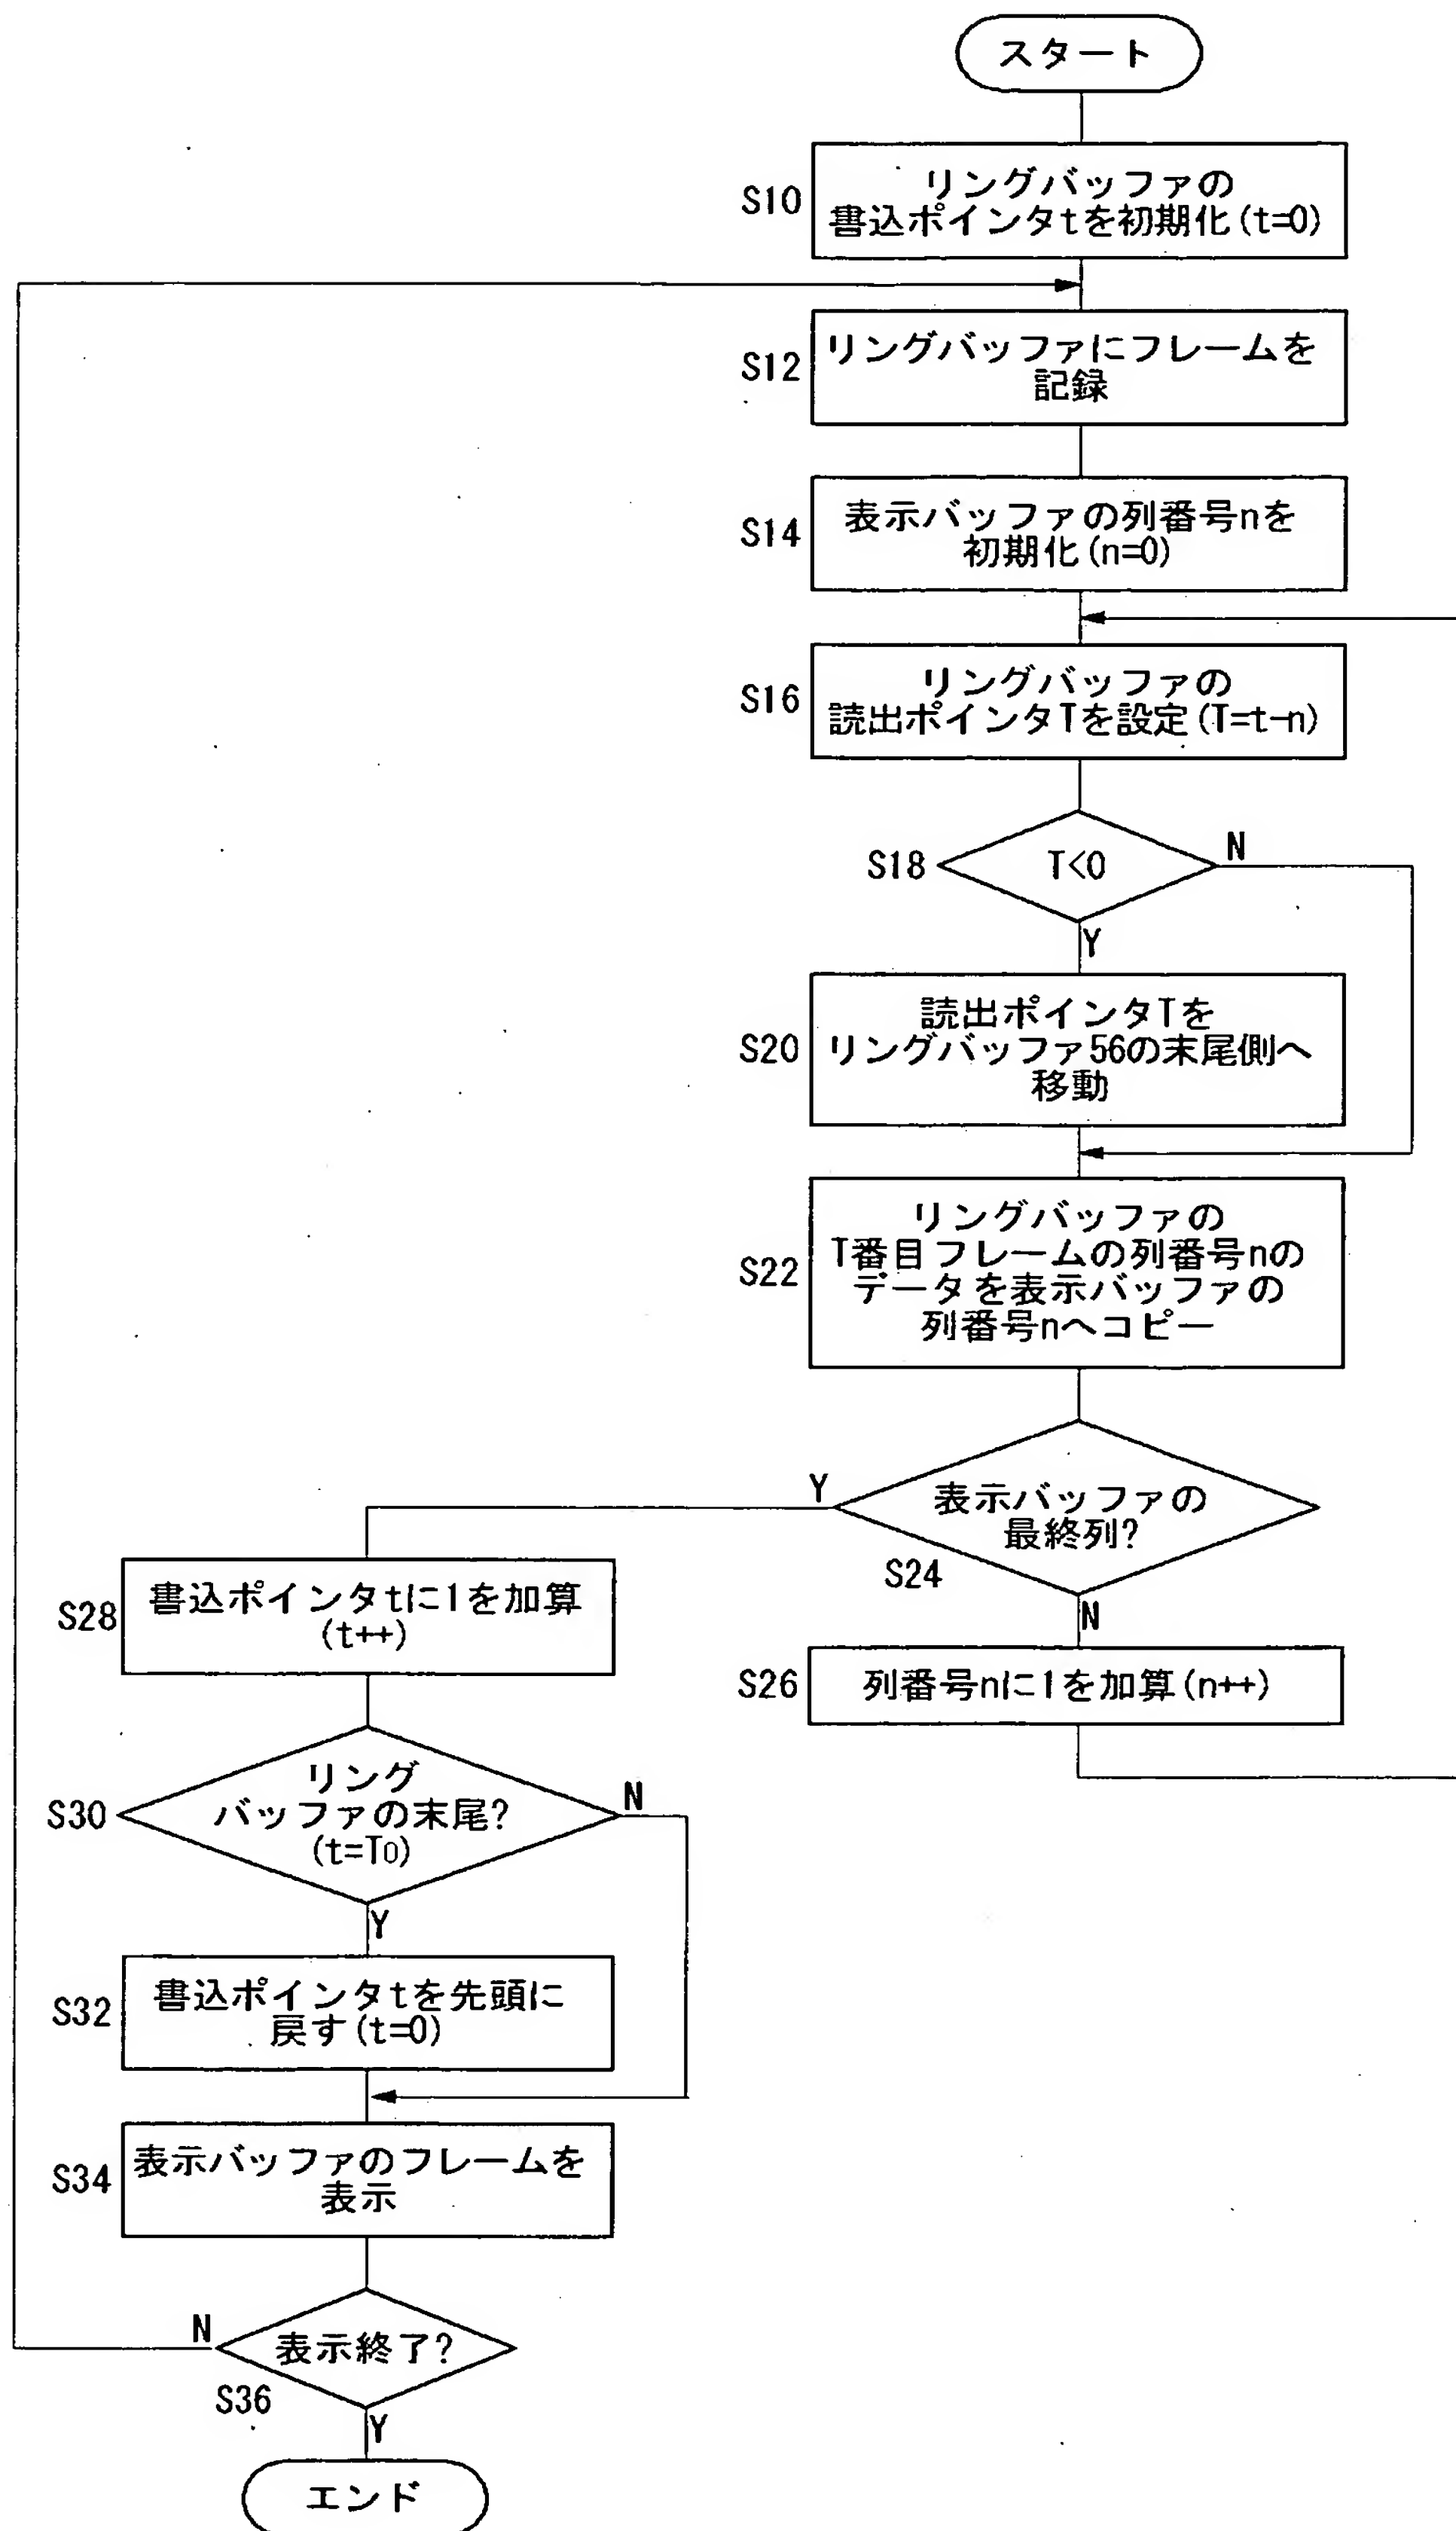 スタート
S10
リングバッファの
書込ポインタtを初期化(t=0)
S12
リングバッファにフレームを
記録
S14
表示バッファの列番号nを
初期化(n=0)
S16
リングバッファの
読出ポインタTを設定(T=t-n)
S18
T<0
N
Y
S20
読出ポインタTを
リングバッファ56の末尾側へ
移動
S22
リングバッファの
T番目フレームの列番号nの
データを表示バッファの
列番号nへコピー
Y
表示バッファの
最終列?
S24
N
S26
列番号nに1を加算(n++)
S28
書込ポインタtに1を加算
(t++)
S30
リング
バッファの末尾?
(t=T0)
N
Y
S32
書込ポインタtを先頭に
戻す(t=0)
S34
表示バッファのフレームを
表示
N
表示終了?
S36
Y
エンド